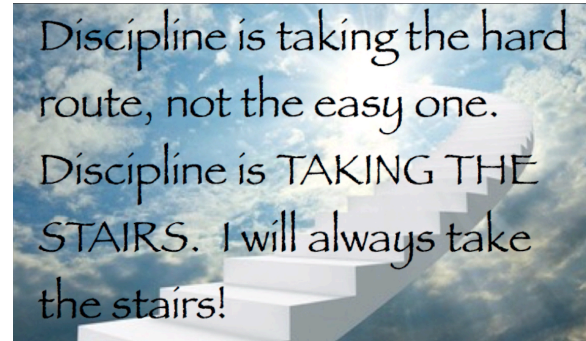 Discipline is taking the hard
route, not the easy one.
Discipline is TAKING THE
STAIRS.  I will always take
the stairs!